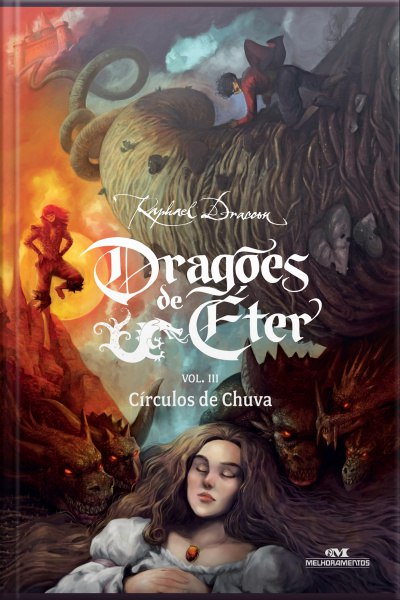 Raphael Draccon
Dragões
de
Éter
VOL. III
Círculos de Chuva
MELHORAMENTOS